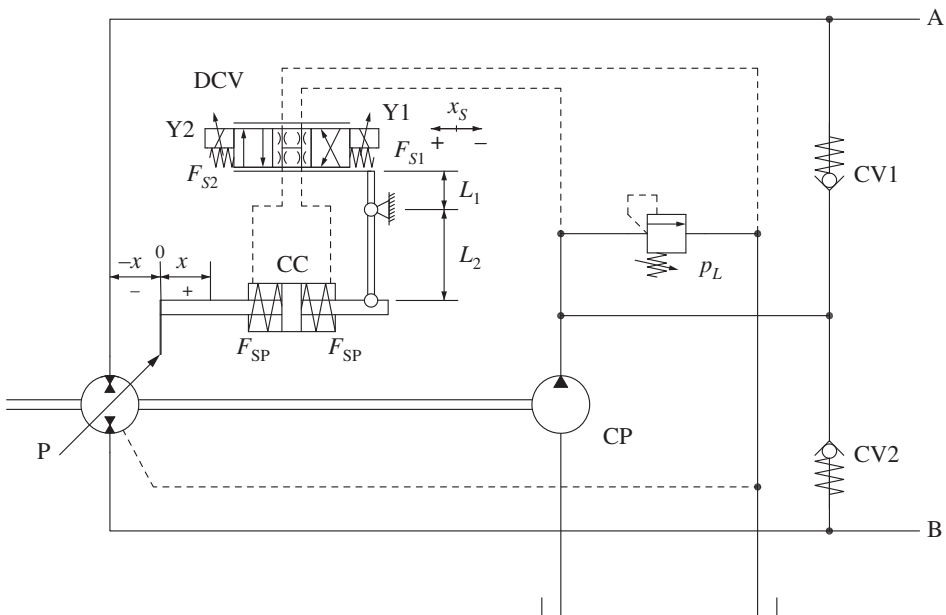 A
DCV
Y2
Y1
x_S
+ −
F_S2
F_S1
L_1
L_2
CV1
−x 0 x
− +
CC
p_L
F_SP F_SP
P
CP
CV2
B